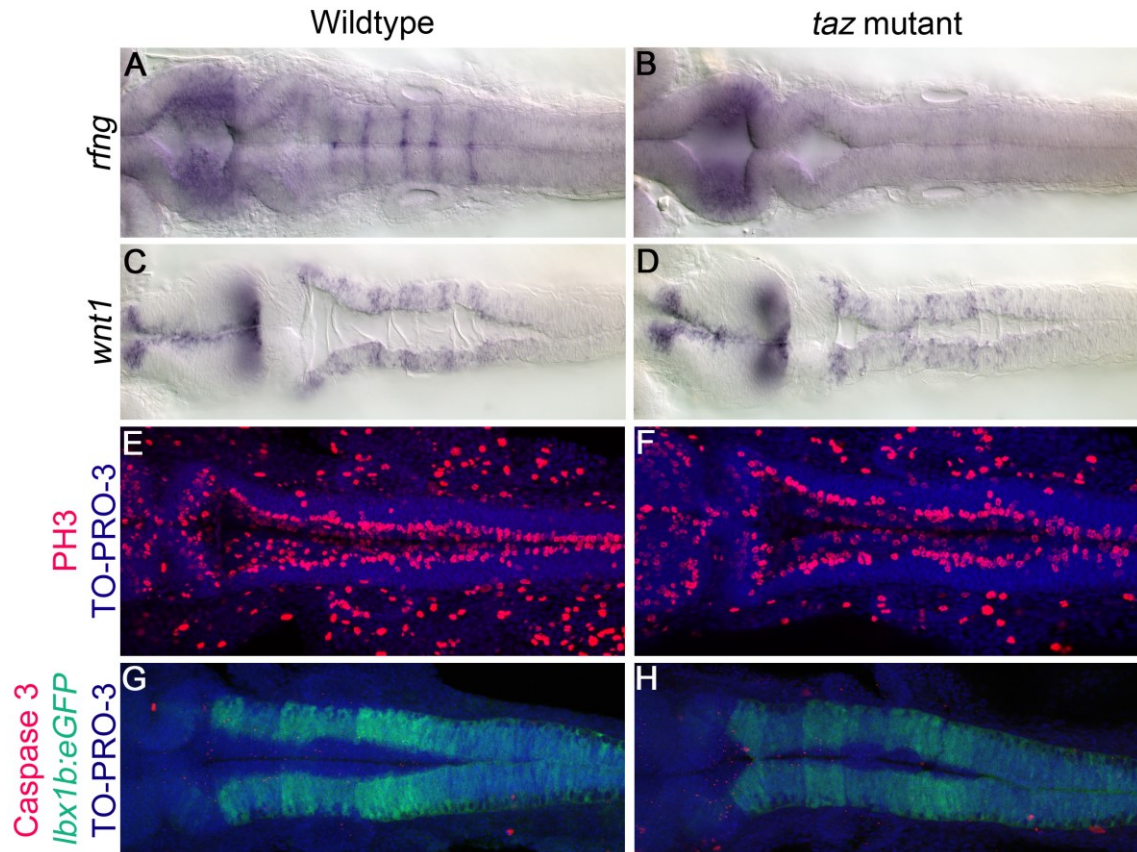 Wildtype
taz mutant
rfng
A
B
wnt1
C
D
PH3
TO-PRO-3
E
F
Caspase 3
lbx1b:eGFP
TO-PRO-3
G
H